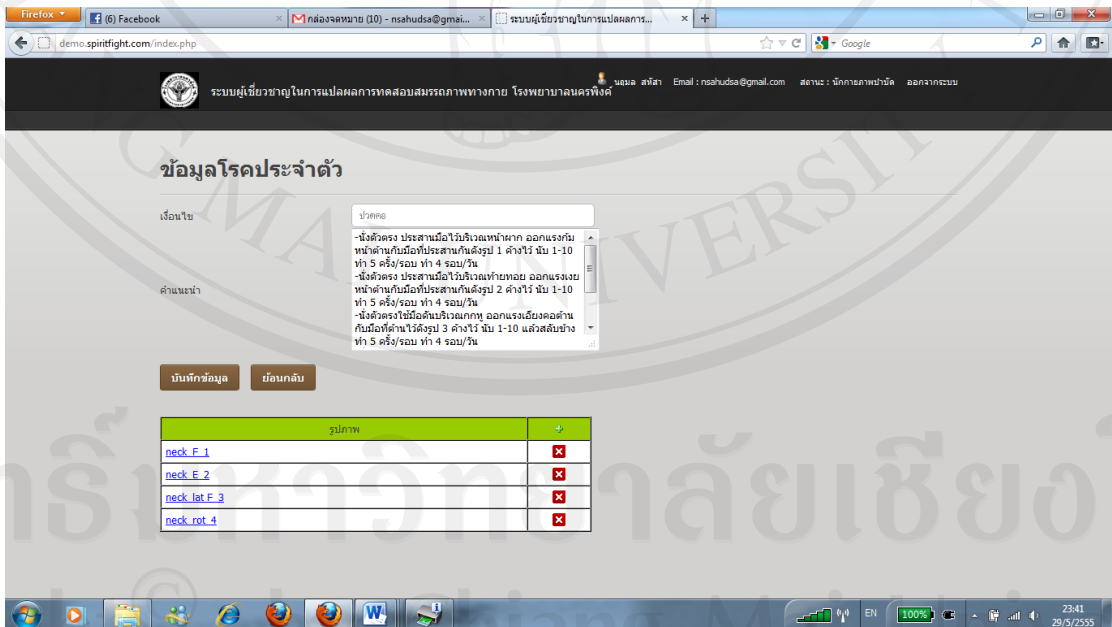 Firefox
(6) Facebook
กล่องจดหมาย (10) - nsahudsa@gmai...
ระบบผู้เชี่ยวชาญในการแปลผลการ...
demo.spiritfight.com/index.php
Google
ระบบผู้เชี่ยวชาญในการแปลผลการทดสอบสมรรถภาพทางกาย โรงพยาบาลนครพิงค์
นฤมล สหัสา Email : nsahudsa@gmail.com สถานะ : นักกายภาพบำบัด ออกจากระบบ
ข้อมูลโรคประจำตัว
เงื่อนไข
ปวดคอ
คำแนะนำ
-นั่งตัวตรง ประสานมือไว้บริเวณหน้าผาก ออกแรงก้ม
หน้าต้านกับมือที่ประสานกันดังรูป 1 ค้างไว้ นับ 1-10
ทำ 5 ครั้ง/รอบ ทำ 4 รอบ/วัน
-นั่งตัวตรง ประสานมือไว้บริเวณท้ายทอย ออกแรงเงย
หน้าต้านกับมือที่ประสานกันดังรูป 2 ค้างไว้ นับ 1-10
ทำ 5 ครั้ง/รอบ ทำ 4 รอบ/วัน
-นั่งตัวตรงใช้มือดันบริเวณกกหู ออกแรงเอียงคอต้าน
กับมือที่ต้านไว้ดังรูป 3 ค้างไว้ นับ 1-10 แล้วสลับข้าง
ทำ 5 ครั้ง/รอบ ทำ 4 รอบ/วัน
บันทึกข้อมูล ย้อนกลับ
รูปภาพ
neck_F_1
neck_E_2
neck_lat F_3
neck_rot_4
EN
100%
23:41
29/5/2555